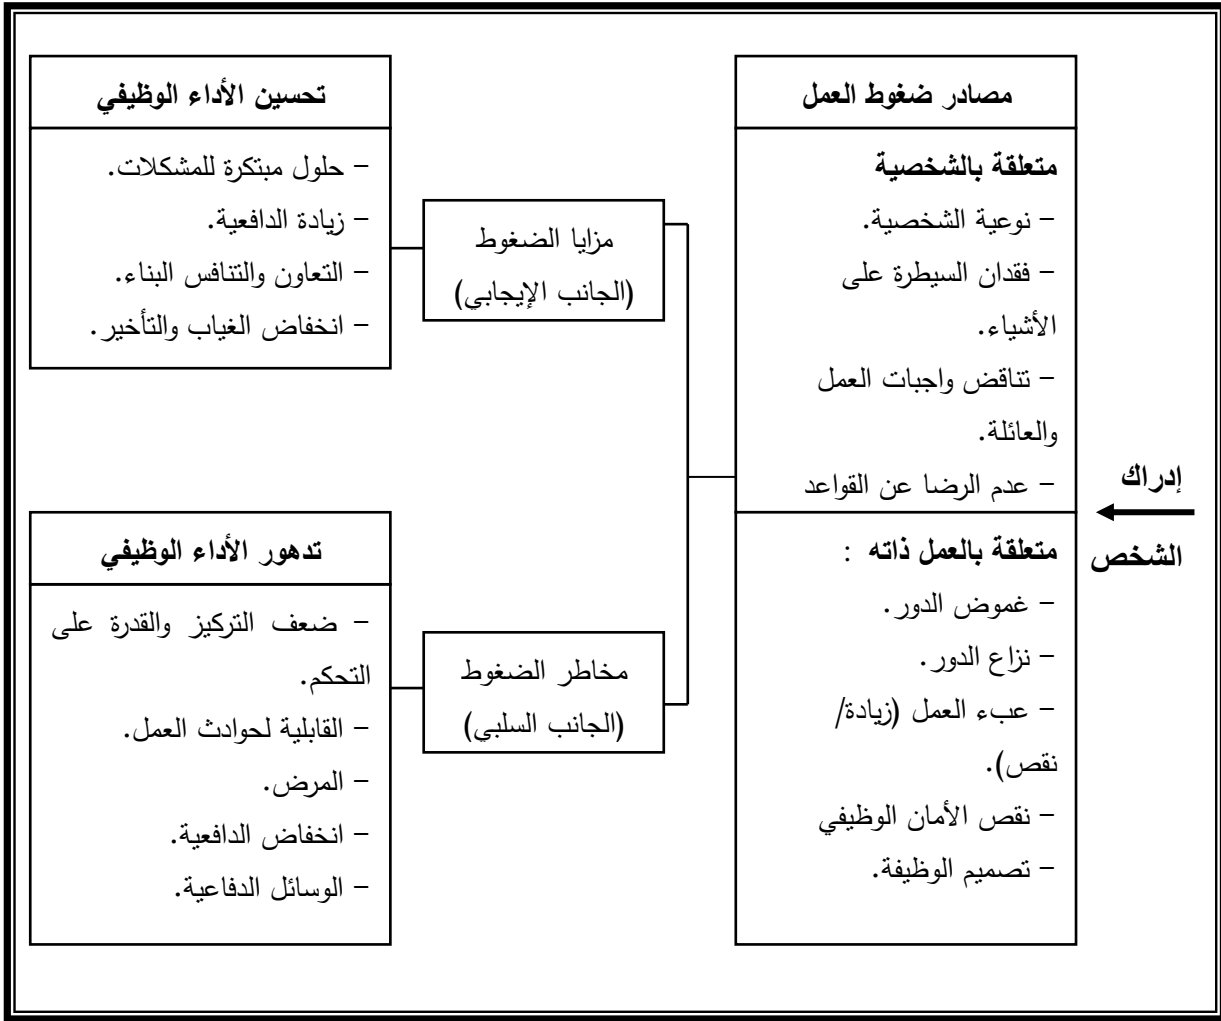 إدراك
الشخص
مصادر ضغوط العمل
متعلقة بالشخصية
– نوعية الشخصية.
– فقدان السيطرة على
الأشياء.
– تناقض واجبات العمل
والعائلة.
– عدم الرضا عن القواعد
متعلقة بالعمل ذاته :
– غموض الدور.
– نزاع الدور.
– عبء العمل (زيادة/
نقص).
– نقص الأمان الوظيفي
– تصميم الوظيفة.
مزايا الضغوط
(الجانب الإيجابي)
مخاطر الضغوط
(الجانب السلبي)
تحسين الأداء الوظيفي
– حلول مبتكرة للمشكلات.
– زيادة الدافعية.
– التعاون والتنافس البناء.
– انخفاض الغياب والتأخير.
تدهور الأداء الوظيفي
– ضعف التركيز والقدرة على
التحكم.
– القابلية لحوادث العمل.
– المرض.
– انخفاض الدافعية.
– الوسائل الدفاعية.